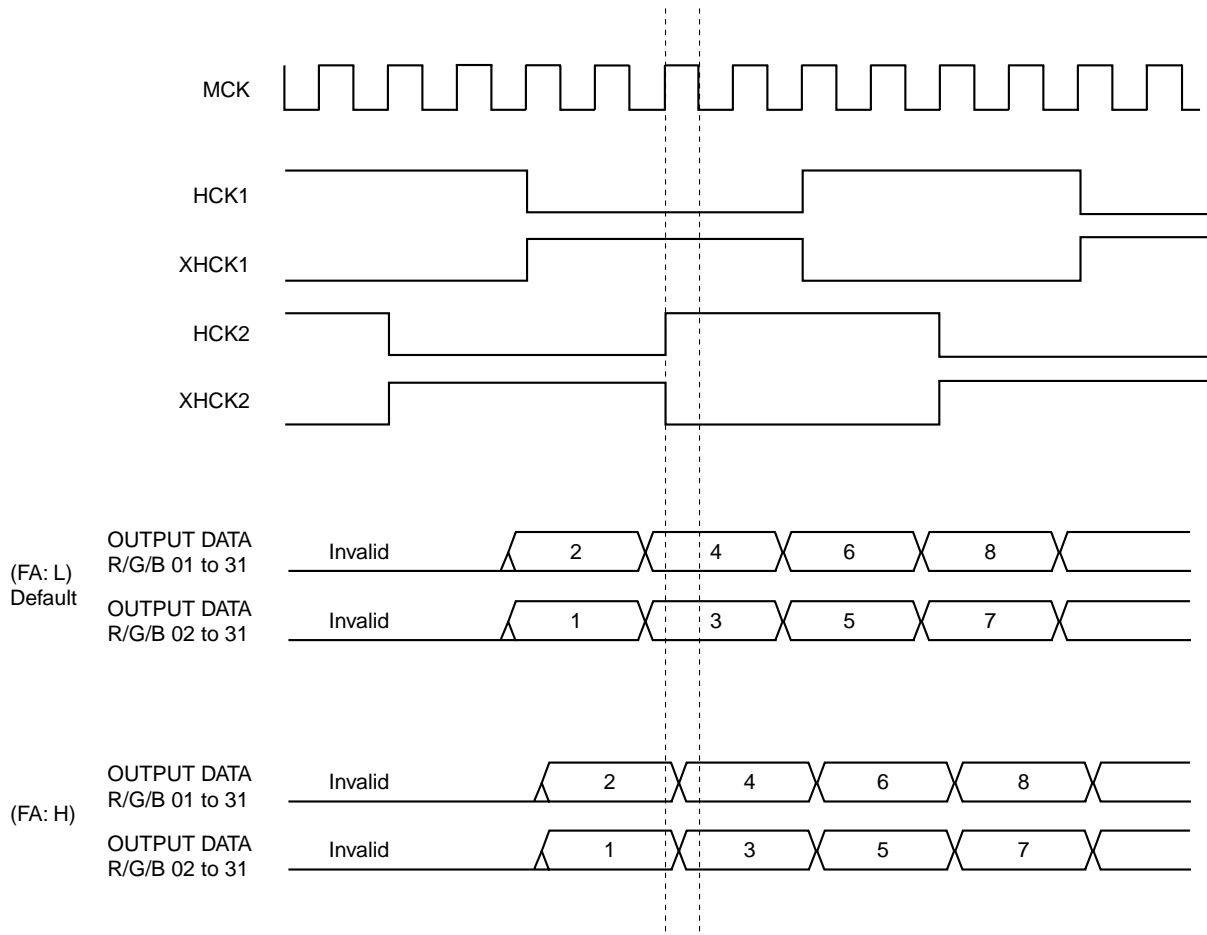 MCK
HCK1
XHCK1
HCK2
XHCK2
(FA: L)
Default
OUTPUT DATA
R/G/B 01 to 31
Invalid 2 4 6 8
OUTPUT DATA
R/G/B 02 to 31
Invalid 1 3 5 7
(FA: H)
OUTPUT DATA
R/G/B 01 to 31
Invalid 2 4 6 8
OUTPUT DATA
R/G/B 02 to 31
Invalid 1 3 5 7